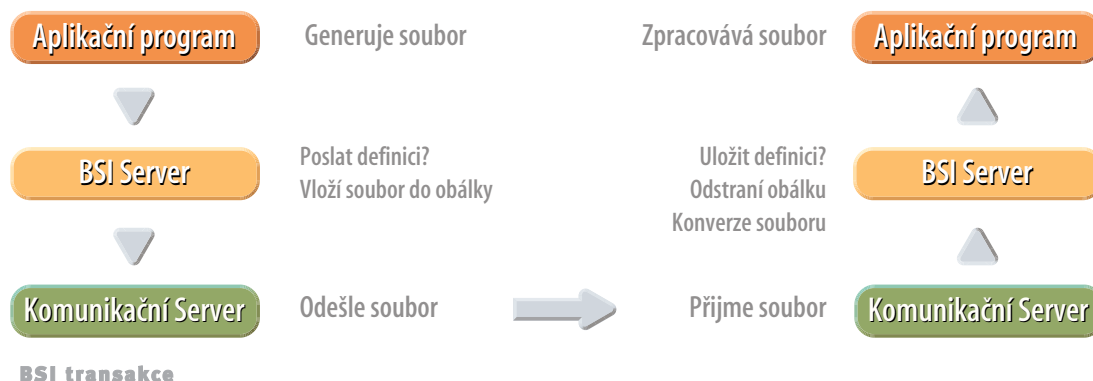 Aplikační program
Generuje soubor
Zpracovává soubor
Aplikační program
BSI Server
Poslat definici?
Vloží soubor do obálky
Uložit definici?
Odstraní obálku
Konverze souboru
BSI Server
Komunikační Server
Odešle soubor
Přijme soubor
Komunikační Server
BSI transakce